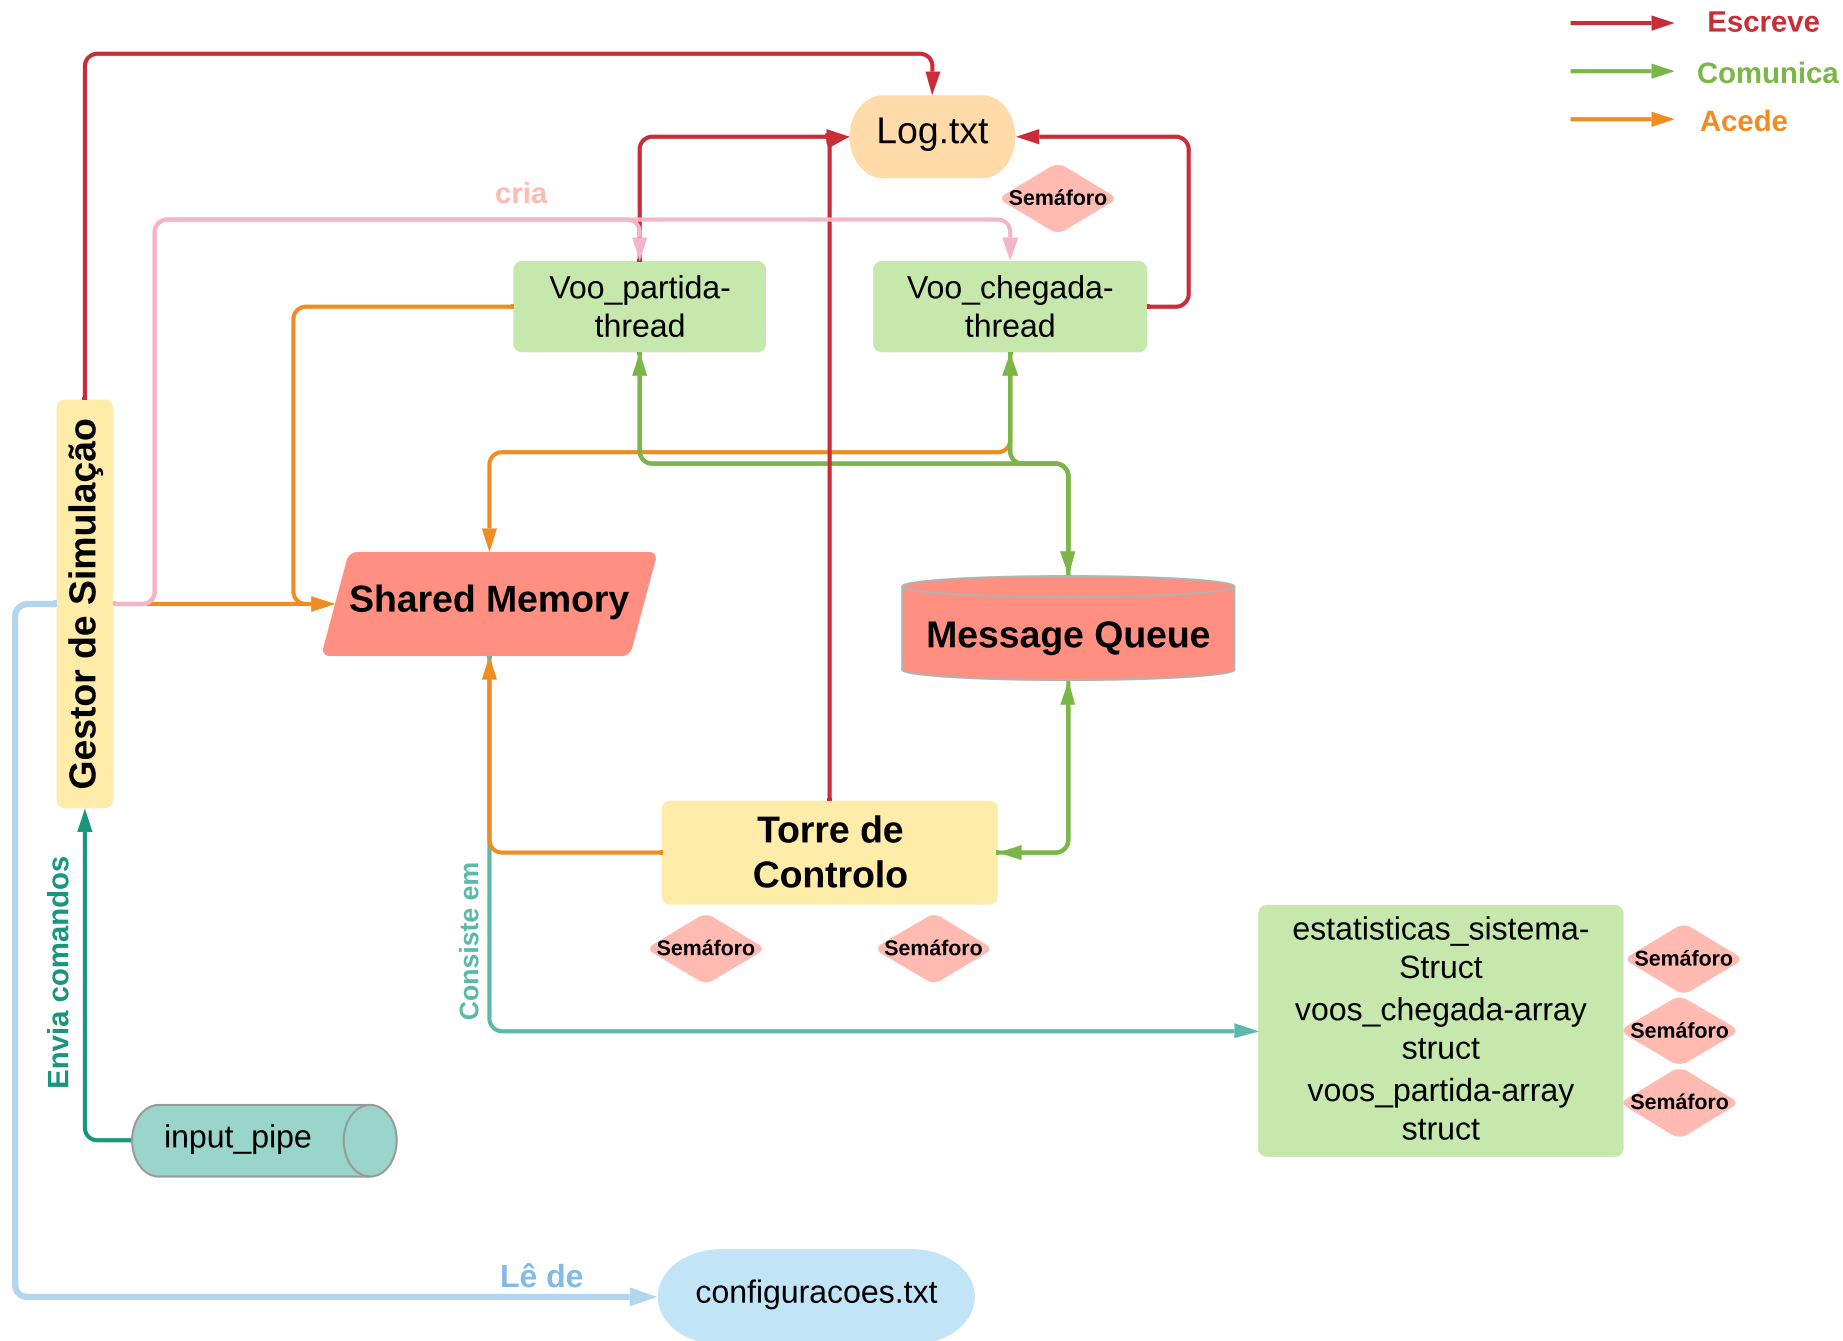 Escreve
Comunica
Acede
Log.txt
Semáforo
cria
Voo_partida-
thread
Voo_chegada-
thread
Gestor de Simulação
Shared Memory
Message Queue
Torre de
Controlo
Semáforo
Semáforo
Consiste em
Envia comandos
estatisticas_sistema-
Struct
voos_chegada-array
struct
voos_partida-array
struct
Semáforo
Semáforo
Semáforo
input_pipe
Lê de
configuracoes.txt